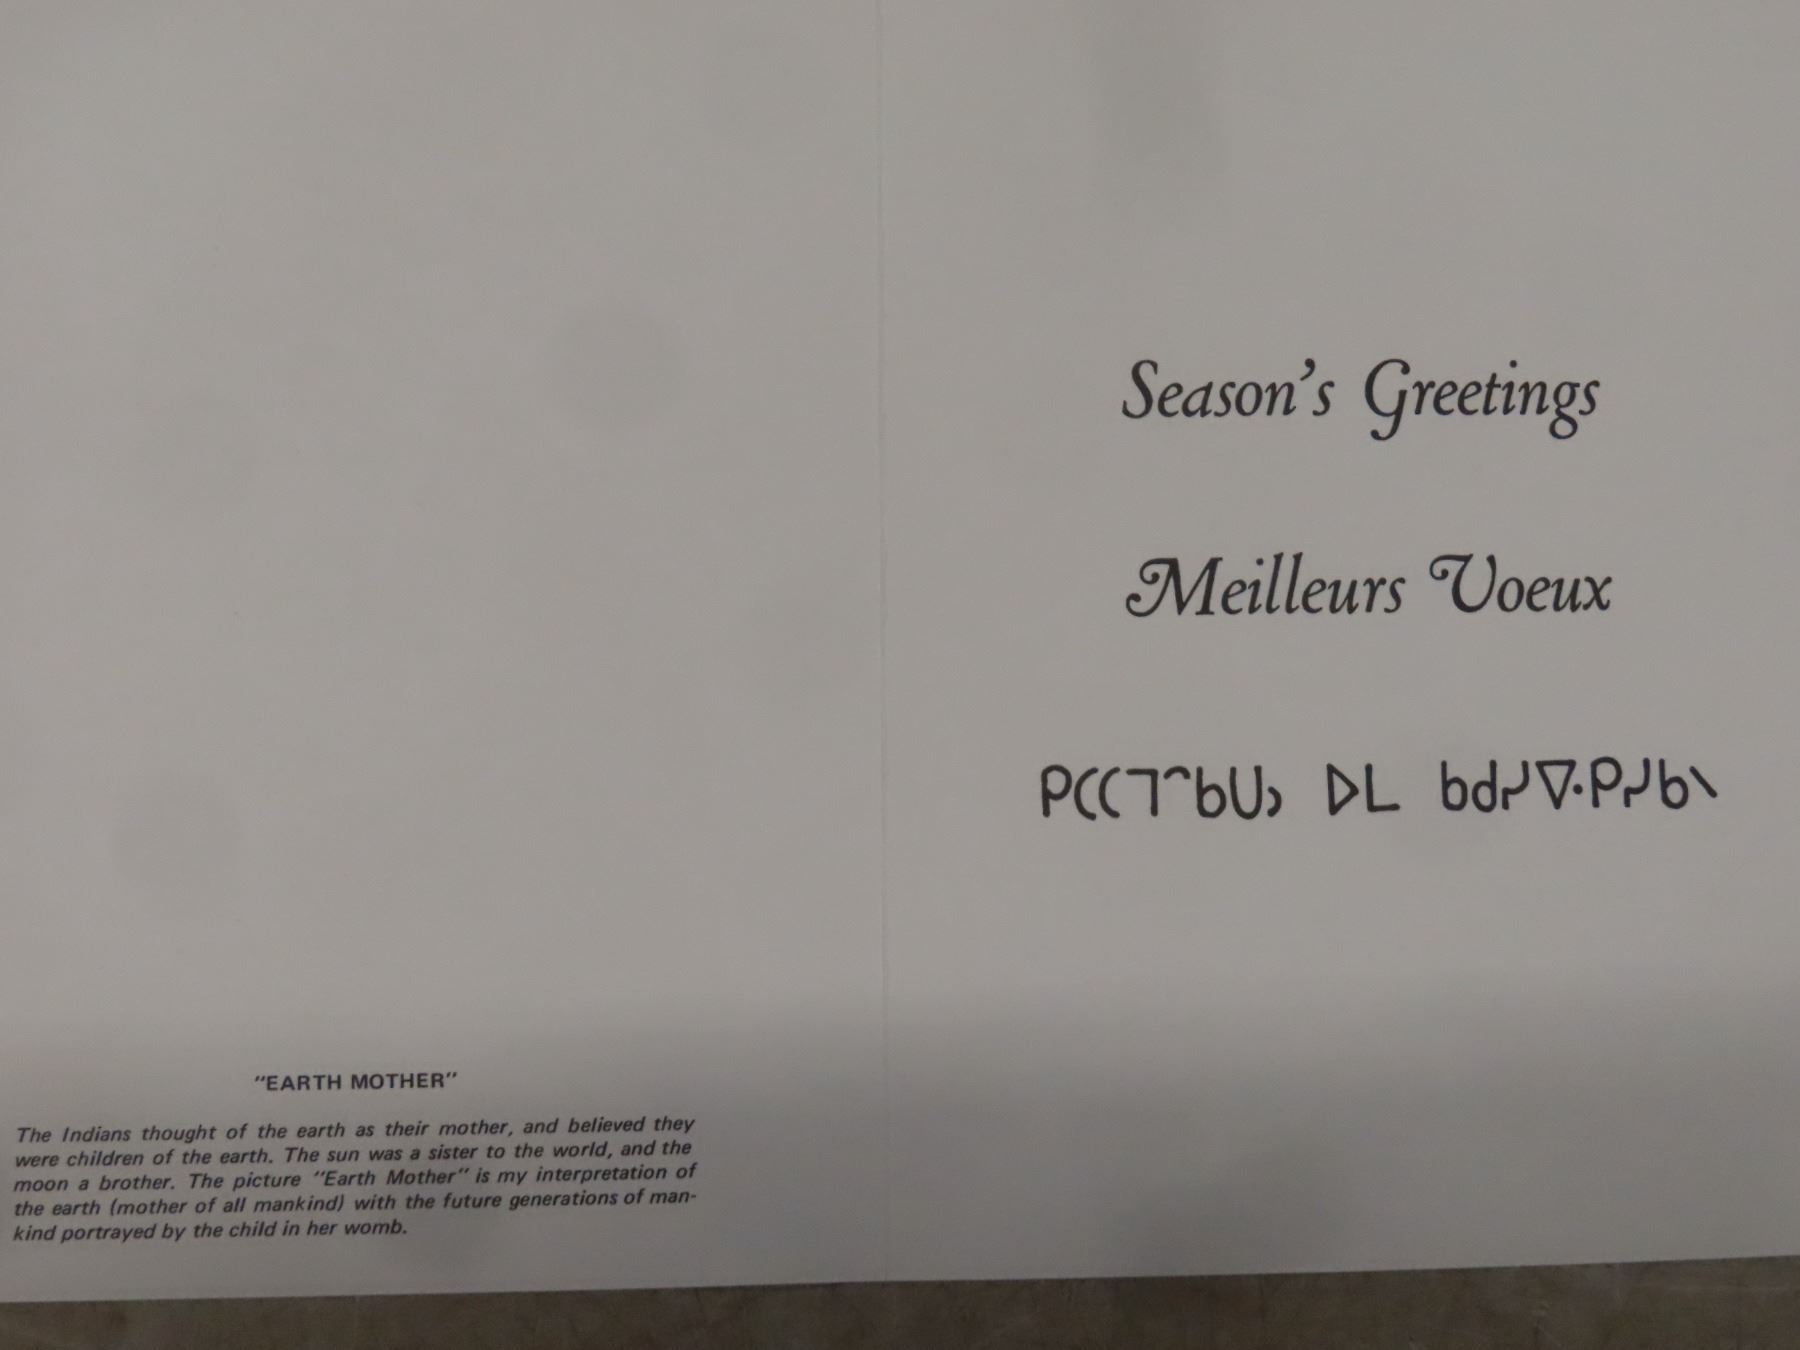 "EARTH MOTHER"
The Indians thought of the earth as their mother, and believed they
were children of the earth. The sun was a sister to the world, and the
moon a brother. The picture "Earth Mother" is my interpretation of
the earth (mother of all mankind) with the future generations of man-
kind portrayed by the child in her womb.
Season's Greetings
Meilleurs Voeux
ᑭᑕᑕᒥᐢᑲᑌᐣ ᐅᒪ ᑲᑯᓯᐍᑭᓯᑲᐠ